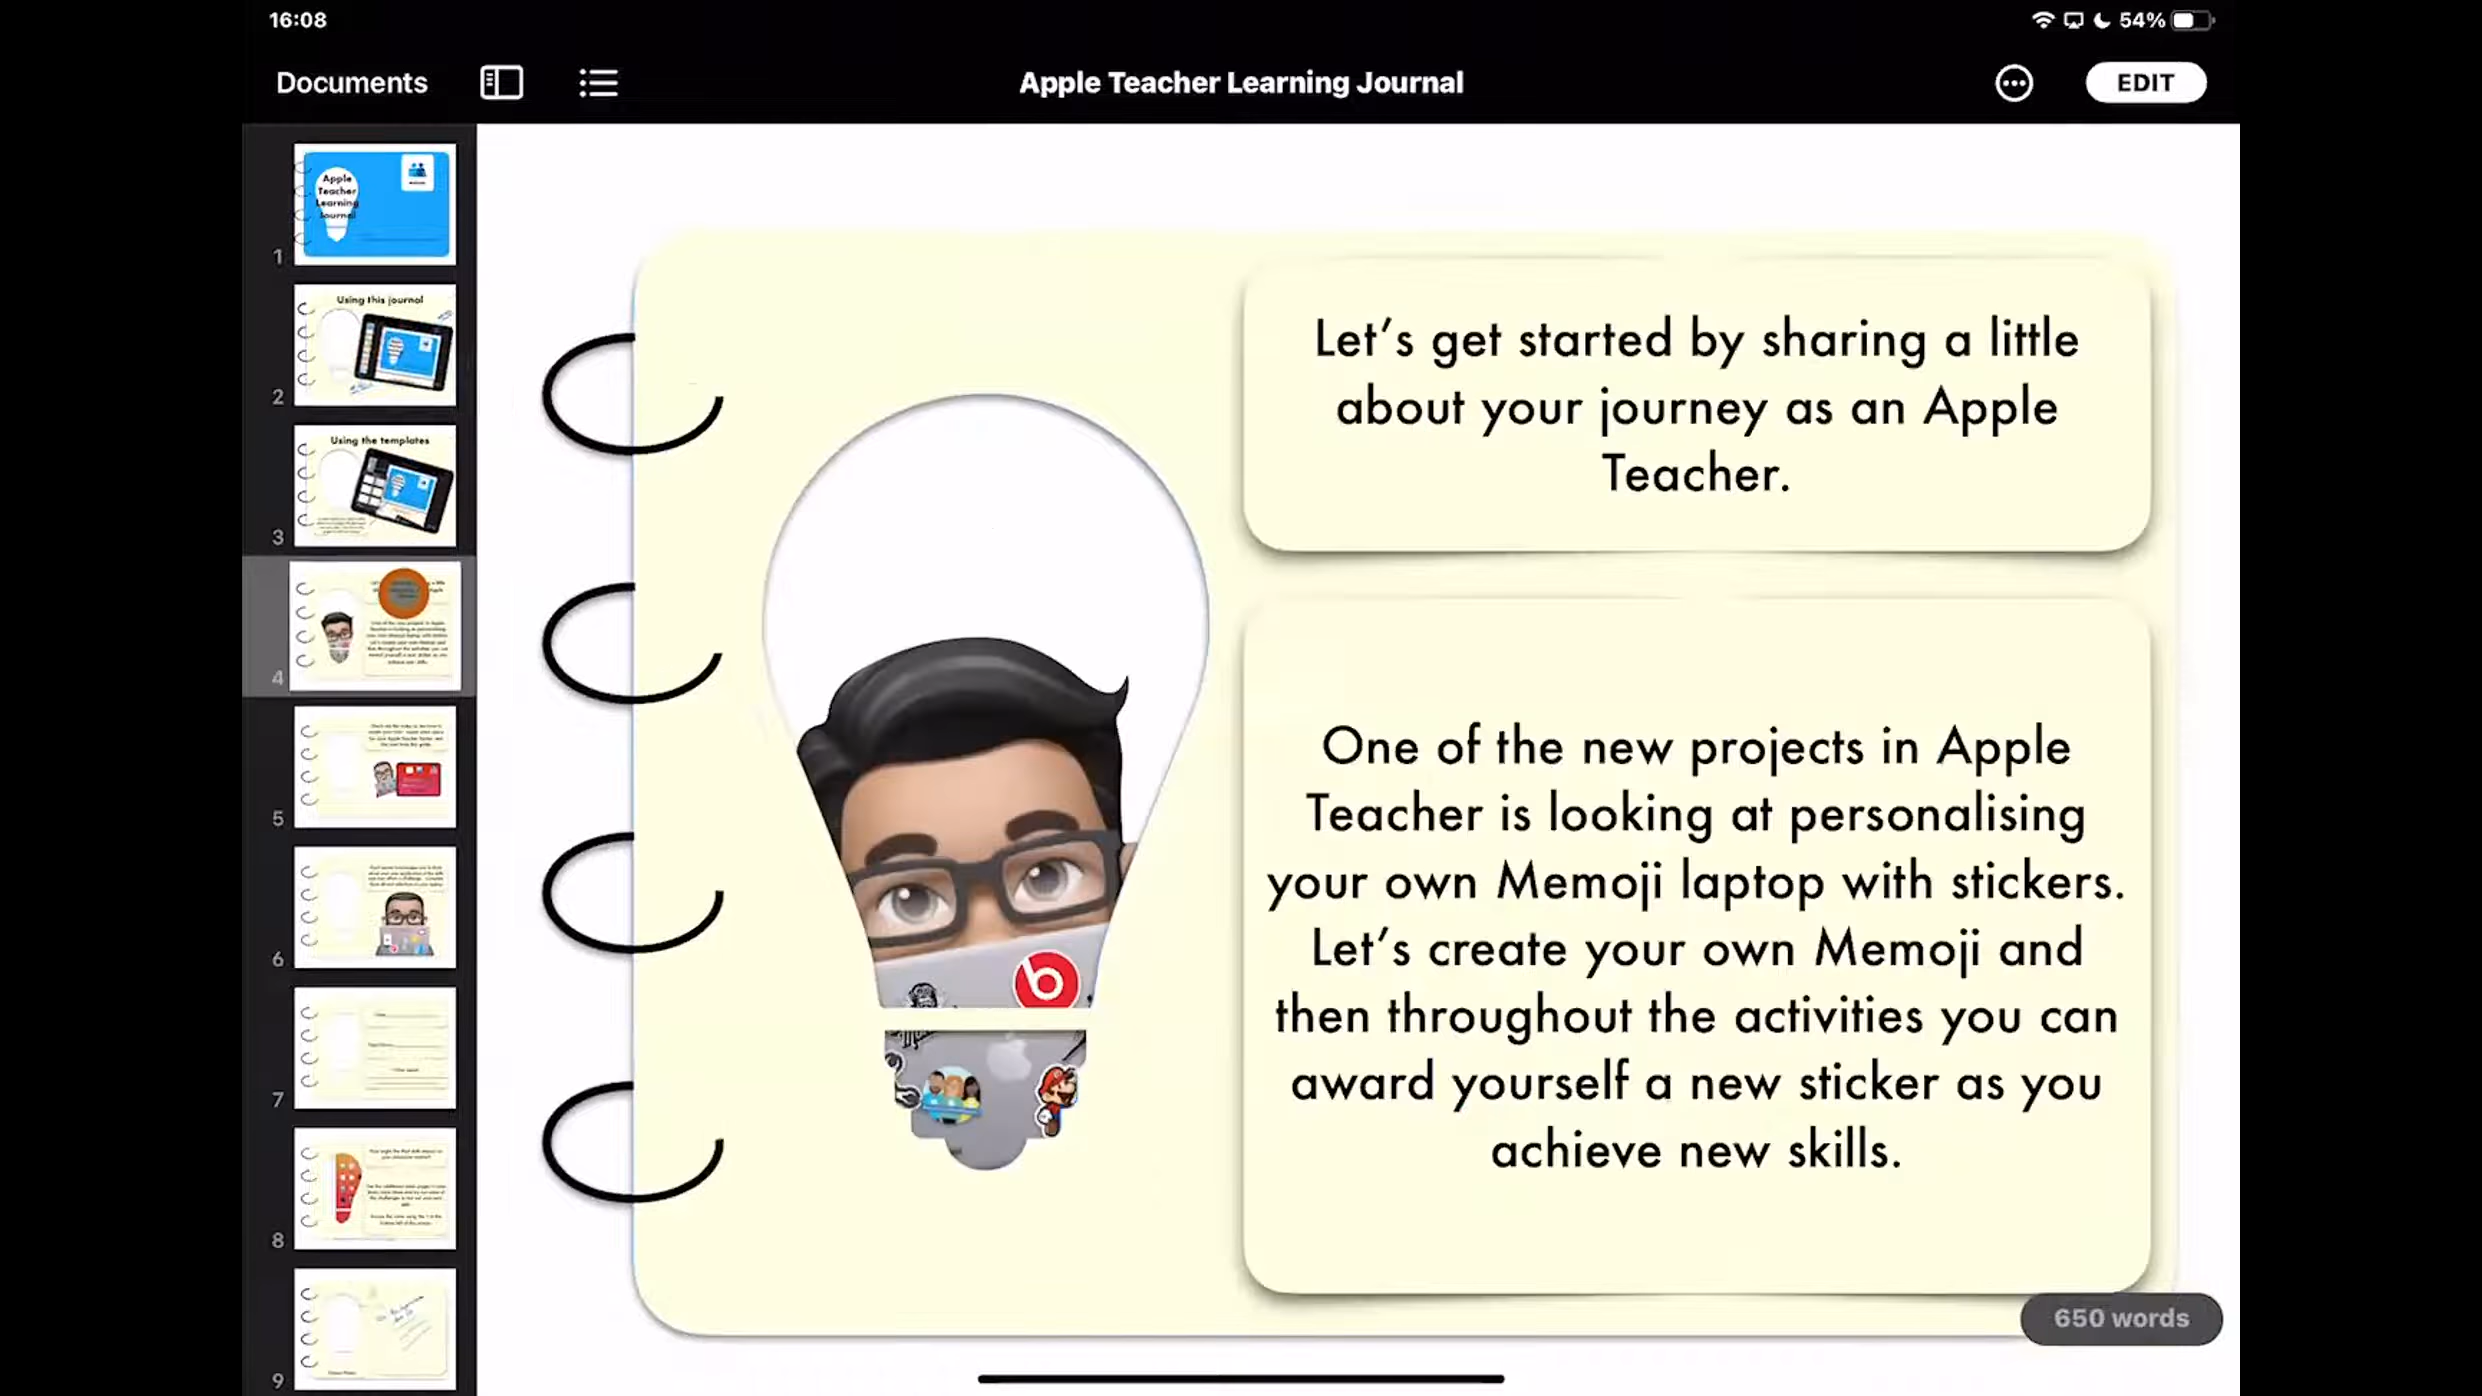 16:08
54%
Documents
Apple Teacher Learning Journal
EDIT
Apple
Teacher
Learning
Journal
1
Using this journal
2
Using the templates
3
4
5
6
7
8
9
Let's get started by sharing a little
about your journey as an Apple
Teacher.
One of the new projects in Apple
Teacher is looking at personalising
your own Memoji laptop with stickers.
Let's create your own Memoji and
then throughout the activities you can
award yourself a new sticker as you
achieve new skills.
650 words